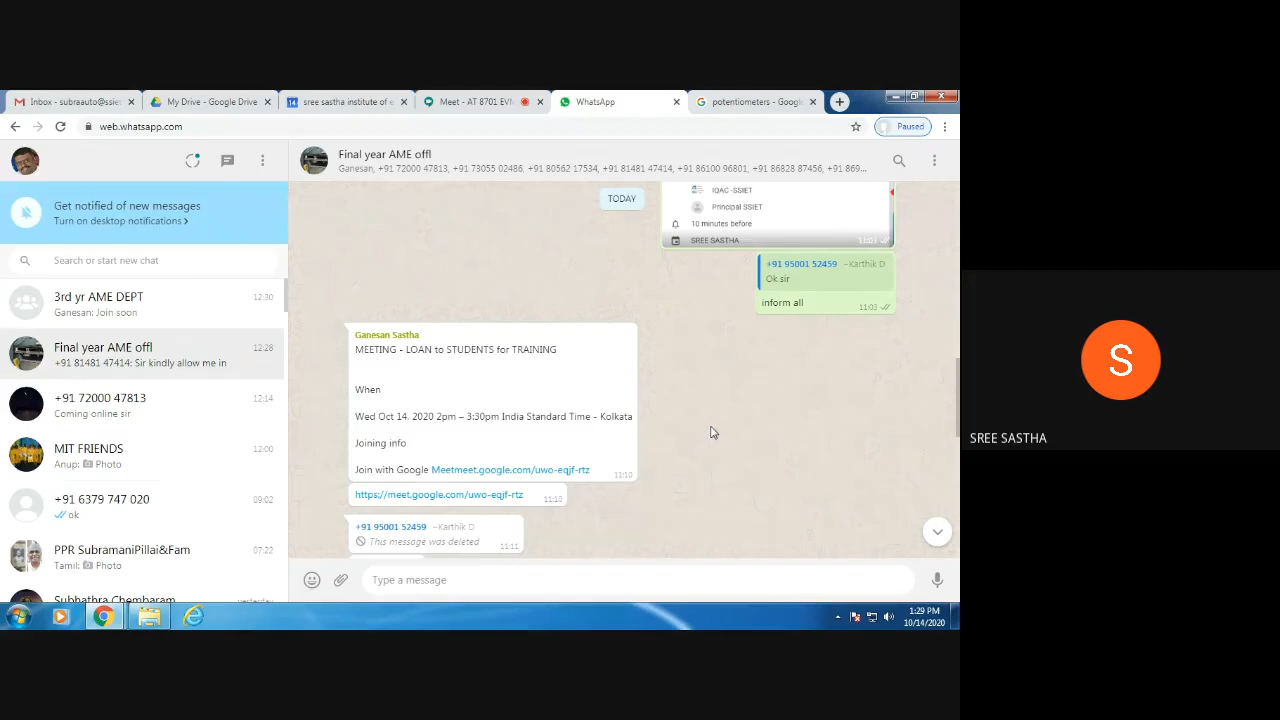 Inbox - subraauto@ssiet
My Drive - Google Drive
sree sastha institute of e
Meet - AT 8701 EVM
WhatsApp
potentiometers - Google
web.whatsapp.com
Paused
Final year AME offl
Ganesan, +91 72000 47813, +91 73055 02486, +91 80562 17534, +91 81481 47414, +91 86100 96801, +91 86828 87456, +91 869...
Get notified of new messages
Turn on desktop notifications
Search or start new chat
3rd yr AME DEPT
12:30
Ganesan: Join soon
Final year AME offl
12:28
+91 81481 47414: Sir kindly allow me in
+91 72000 47813
12:14
Coming online sir
MIT FRIENDS
12:00
Anup: Photo
+91 6379 747 020
09:02
ok
PPR SubramaniPillai&Fam
07:22
Tamil: Photo
Subbathra Chembaram
yesterday
TODAY
IQAC -SSIET
Principal SSIET
10 minutes before
SREE SASTHA
11:01
+91 95001 52459 ~Karthik D
Ok sir
inform all
11:03
Ganesan Sastha
MEETING - LOAN to STUDENTS for TRAINING
When
Wed Oct 14, 2020 2pm – 3:30pm India Standard Time - Kolkata
Joining info
Join with Google Meetmeet.google.com/uwo-eqjf-rtz
11:10
https://meet.google.com/uwo-eqjf-rtz
11:10
+91 95001 52459 ~Karthik D
This message was deleted
11:11
Type a message
1:29 PM
10/14/2020
S
SREE SASTHA